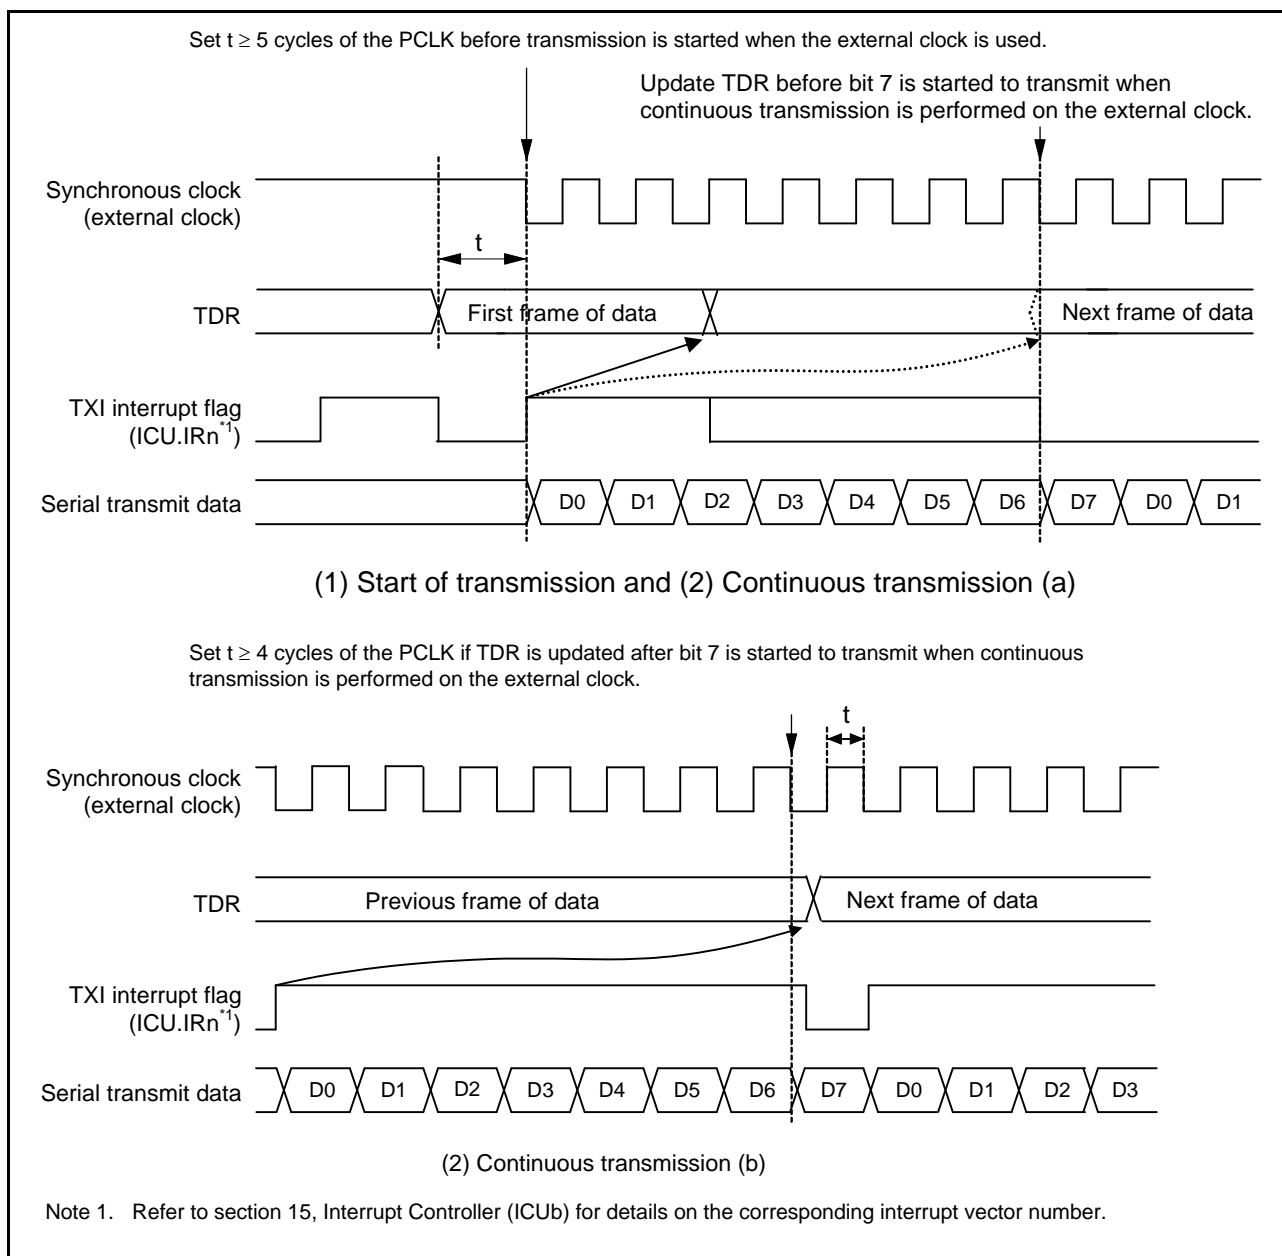 Set t ≥ 5 cycles of the PCLK before transmission is started when the external clock is used.
Update TDR before bit 7 is started to transmit when
continuous transmission is performed on the external clock.
Synchronous clock
(external clock)
t
TDR
First frame of data
Next frame of data
TXI interrupt flag
(ICU.IRn*1)
Serial transmit data
D0 D1 D2 D3 D4 D5 D6 D7 D0 D1
(1) Start of transmission and (2) Continuous transmission (a)
Set t ≥ 4 cycles of the PCLK if TDR is updated after bit 7 is started to transmit when continuous
transmission is performed on the external clock.
t
Synchronous clock
(external clock)
TDR
Previous frame of data
Next frame of data
TXI interrupt flag
(ICU.IRn*1)
Serial transmit data
D0 D1 D2 D3 D4 D5 D6 D7 D0 D1 D2 D3
(2) Continuous transmission (b)
Note 1. Refer to section 15, Interrupt Controller (ICUb) for details on the corresponding interrupt vector number.